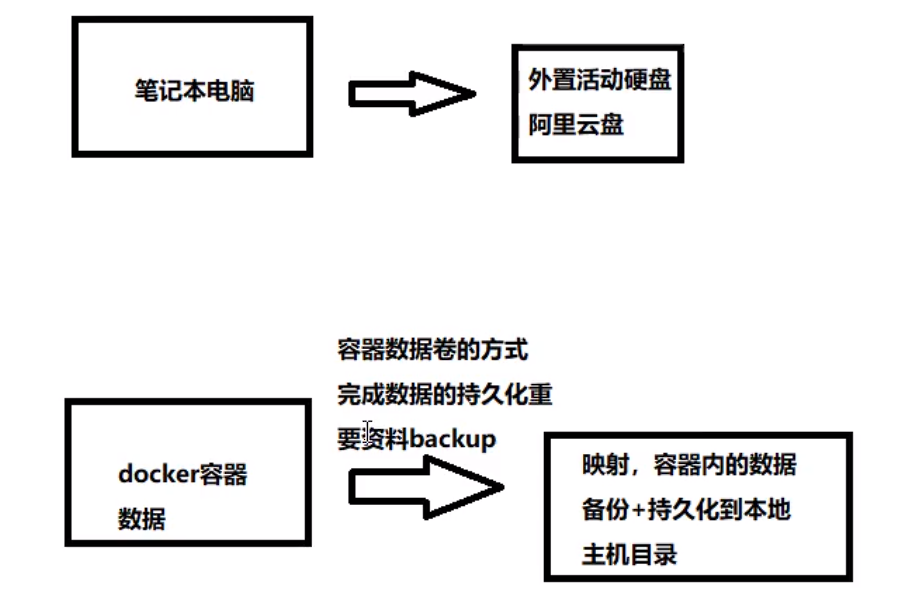 笔记本电脑
外置活动硬盘
阿里云盘
容器数据卷的方式
完成数据的持久化重
要资料backup
docker容器
数据
映射，容器内的数据
备份+持久化到本地
主机目录